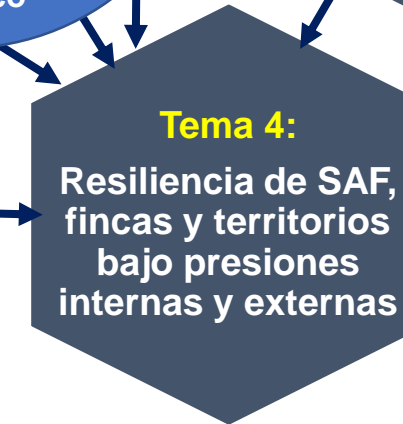 Tema 4:
Resiliencia de SAF,
fincas y territorios
bajo presiones
internas y externas